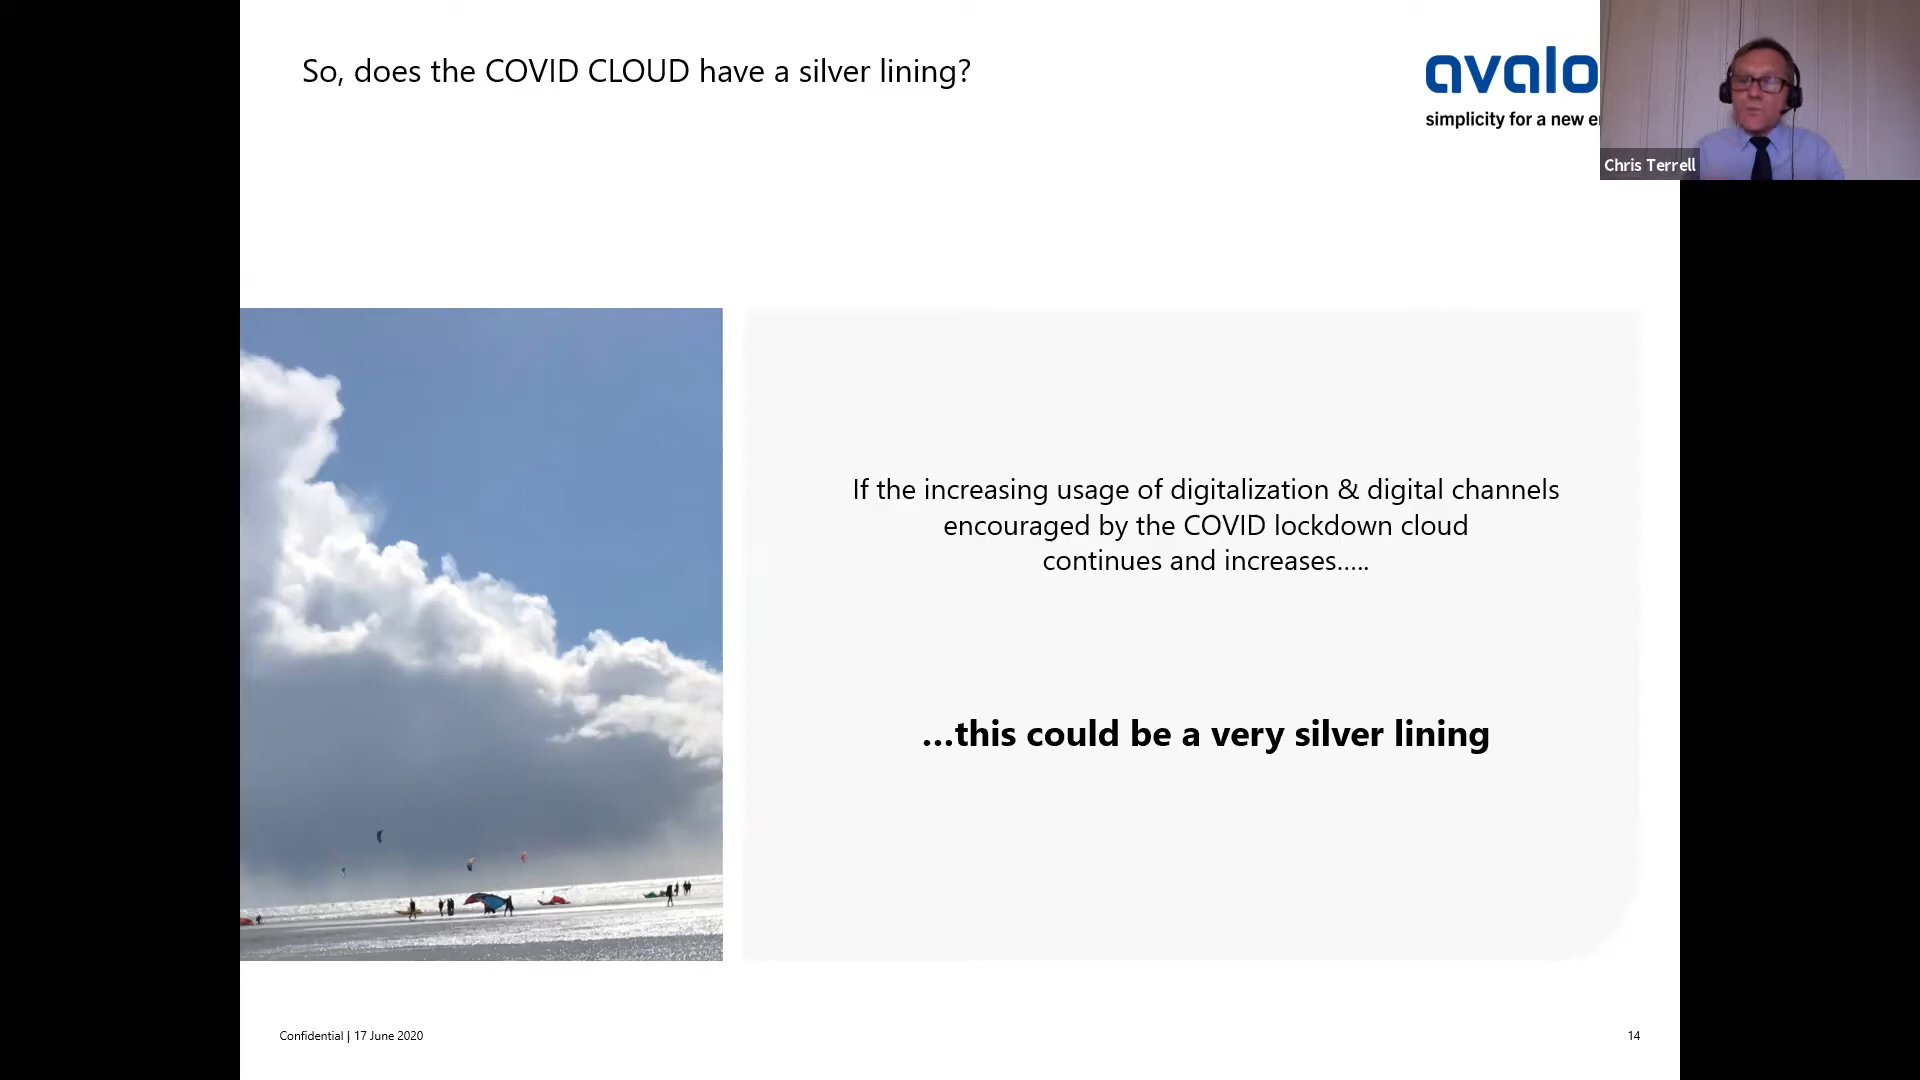 So, does the COVID CLOUD have a silver lining?
avalo
simplicity for a new e
Chris Terrell
If the increasing usage of digitalization & digital channels
encouraged by the COVID lockdown cloud
continues and increases.....
...this could be a very silver lining
Confidential | 17 June 2020
14